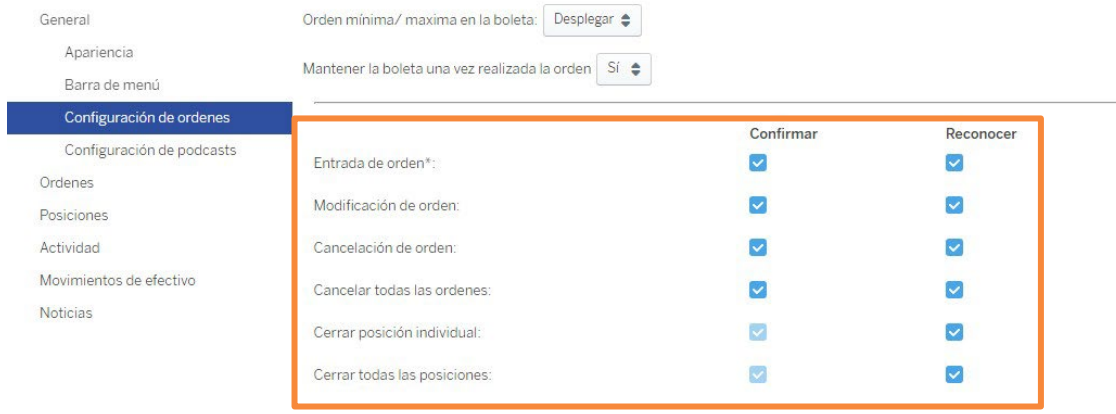 General
Apariencia
Barra de menú
Configuración de ordenes
Configuración de podcasts
Ordenes
Posiciones
Actividad
Movimientos de efectivo
Noticias
Orden mínima/ maxima en la boleta: Desplegar
Mantener la boleta una vez realizada la orden Sí
Confirmar Reconocer
Entrada de orden*:
Modificación de orden:
Cancelación de orden:
Cancelar todas las ordenes:
Cerrar posición individual:
Cerrar todas las posiciones: